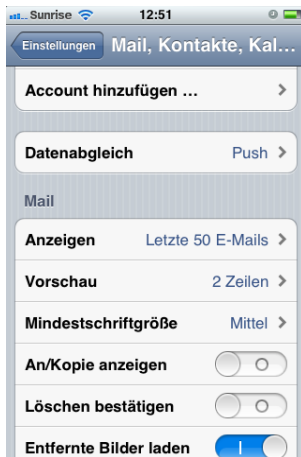 Sunrise 12:51
Einstellungen Mail, Kontakte, Kal...
Account hinzufügen ...
Datenabgleich Push
Mail
Anzeigen Letzte 50 E-Mails
Vorschau 2 Zeilen
Mindestschriftgröße Mittel
An/Kopie anzeigen
Löschen bestätigen
Entfernte Bilder laden